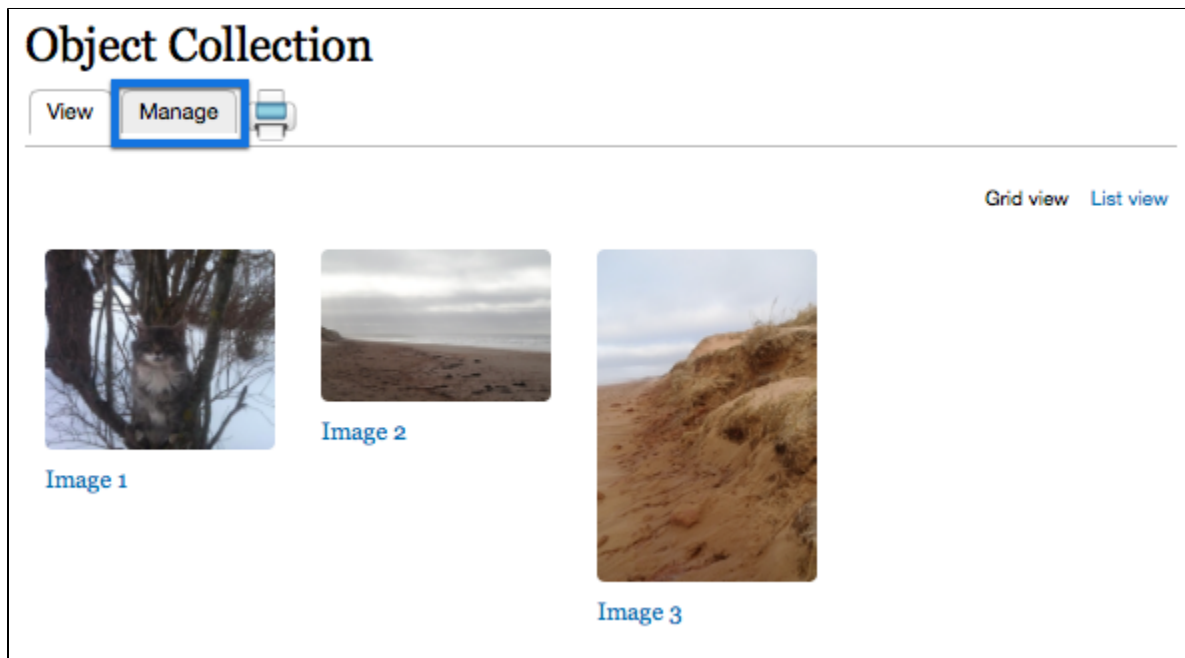 Object Collection
View Manage
Grid view List view
Image 1
Image 2
Image 3